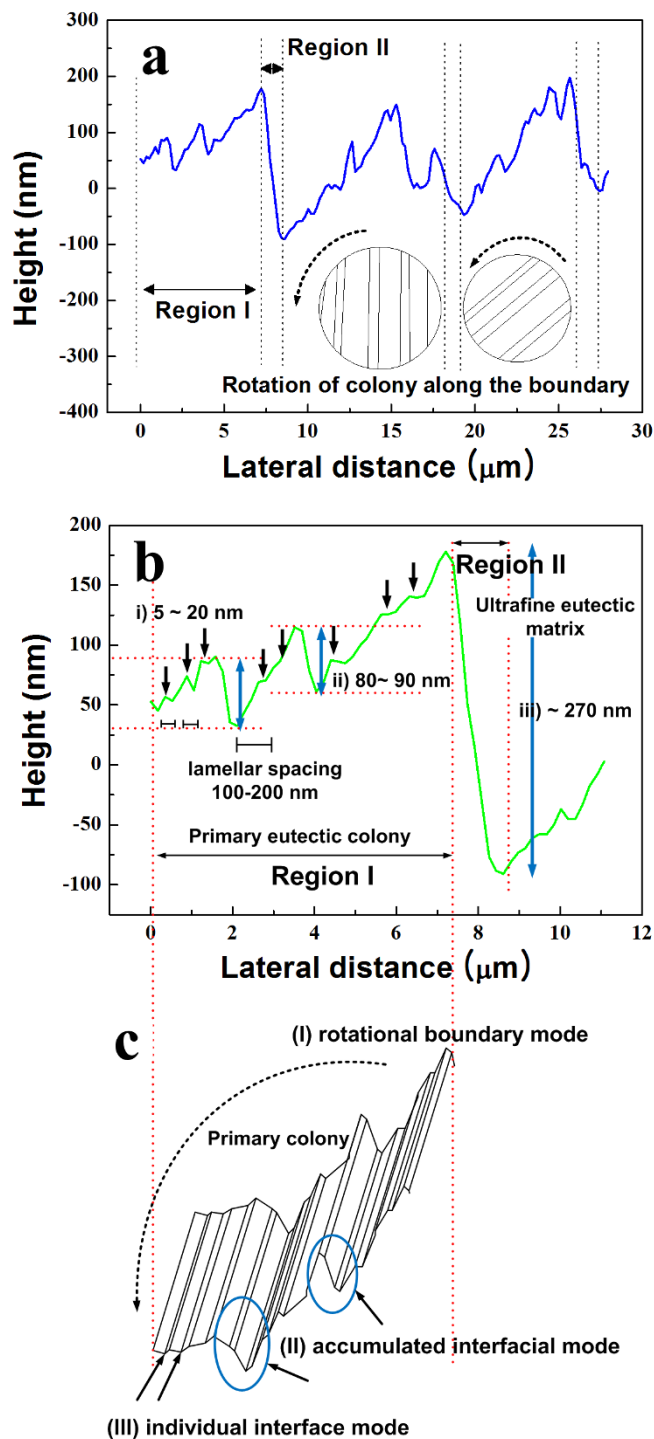 300
200
100
0
-100
-200
-300
-400
Height (nm)
a
Region II
Region I
Rotation of colony along the boundary
0 5 10 15 20 25 30
Lateral distance (μm)
200
175
150
125
100
75
50
25
0
-50
-100
Height (nm)
b
Region II
i) 5 ~ 20 nm
Ultrafine eutectic
matrix
ii) 80~ 90 nm
iii) ~ 270 nm
lamellar spacing
100-200 nm
Primary eutectic colony
Region I
0 2 4 6 8 10 12
Lateral distance (μm)
c
(I) rotational boundary mode
Primary colony
(II) accumulated interfacial mode
(III) individual interface mode